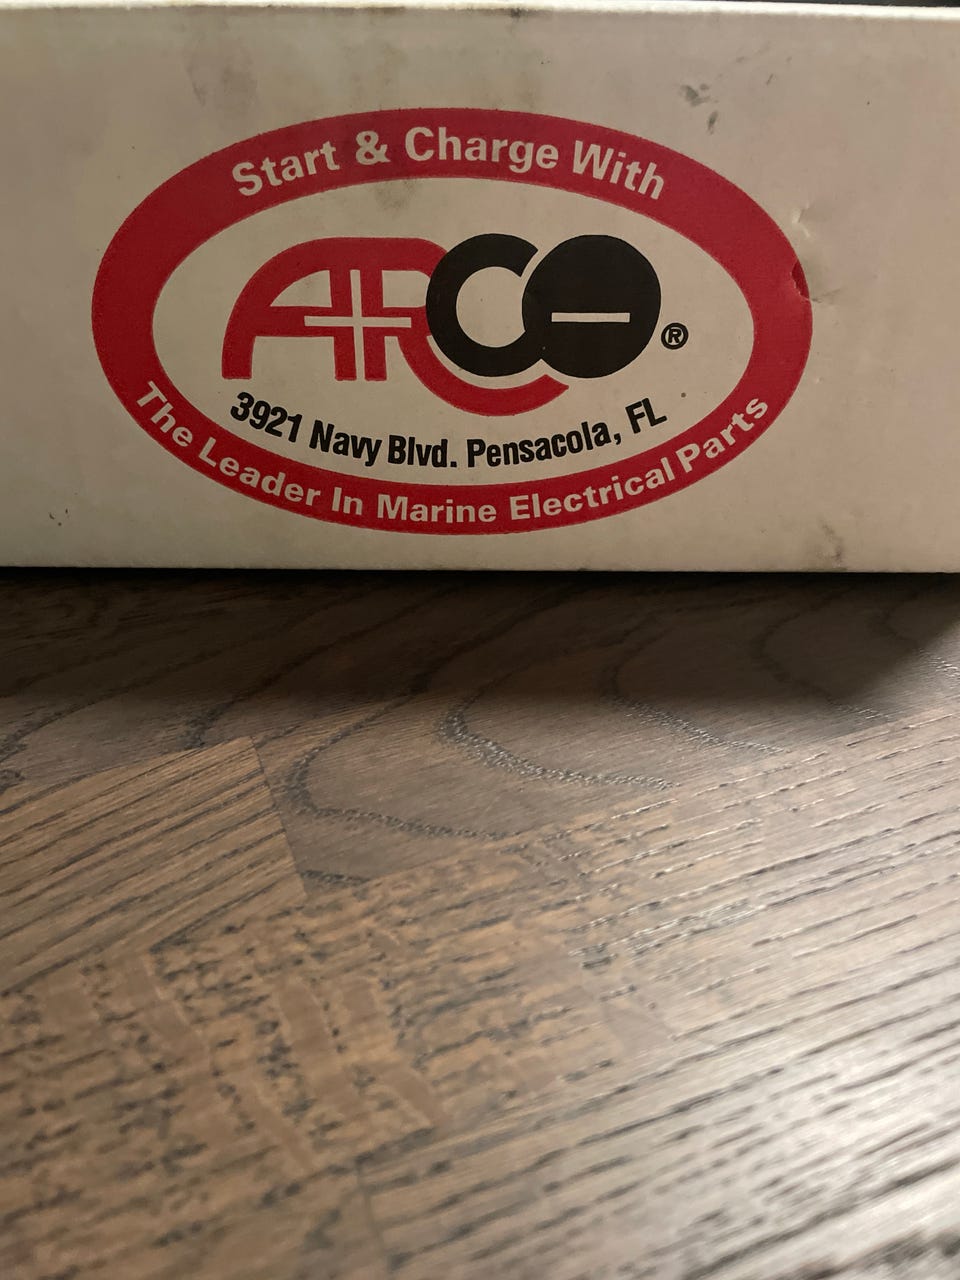 Start & Charge With
ARCO®
3921 Navy Blvd. Pensacola, FL
The Leader In Marine Electrical Parts